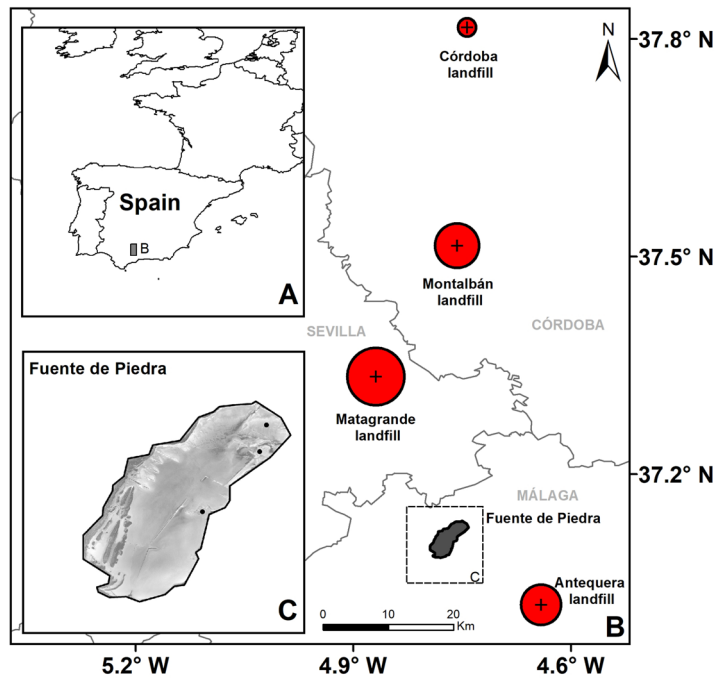 Spain
B
A
N
37.8° N
Córdoba
landfill
Montalbán
landfill
37.5° N
SEVILLA
CÓRDOBA
Matagrande
landfill
37.2° N
MÁLAGA
Fuente de Piedra
C
Antequera
landfill
0 10 20
Km
B
Fuente de Piedra
C
5.2° W
4.9° W
4.6° W